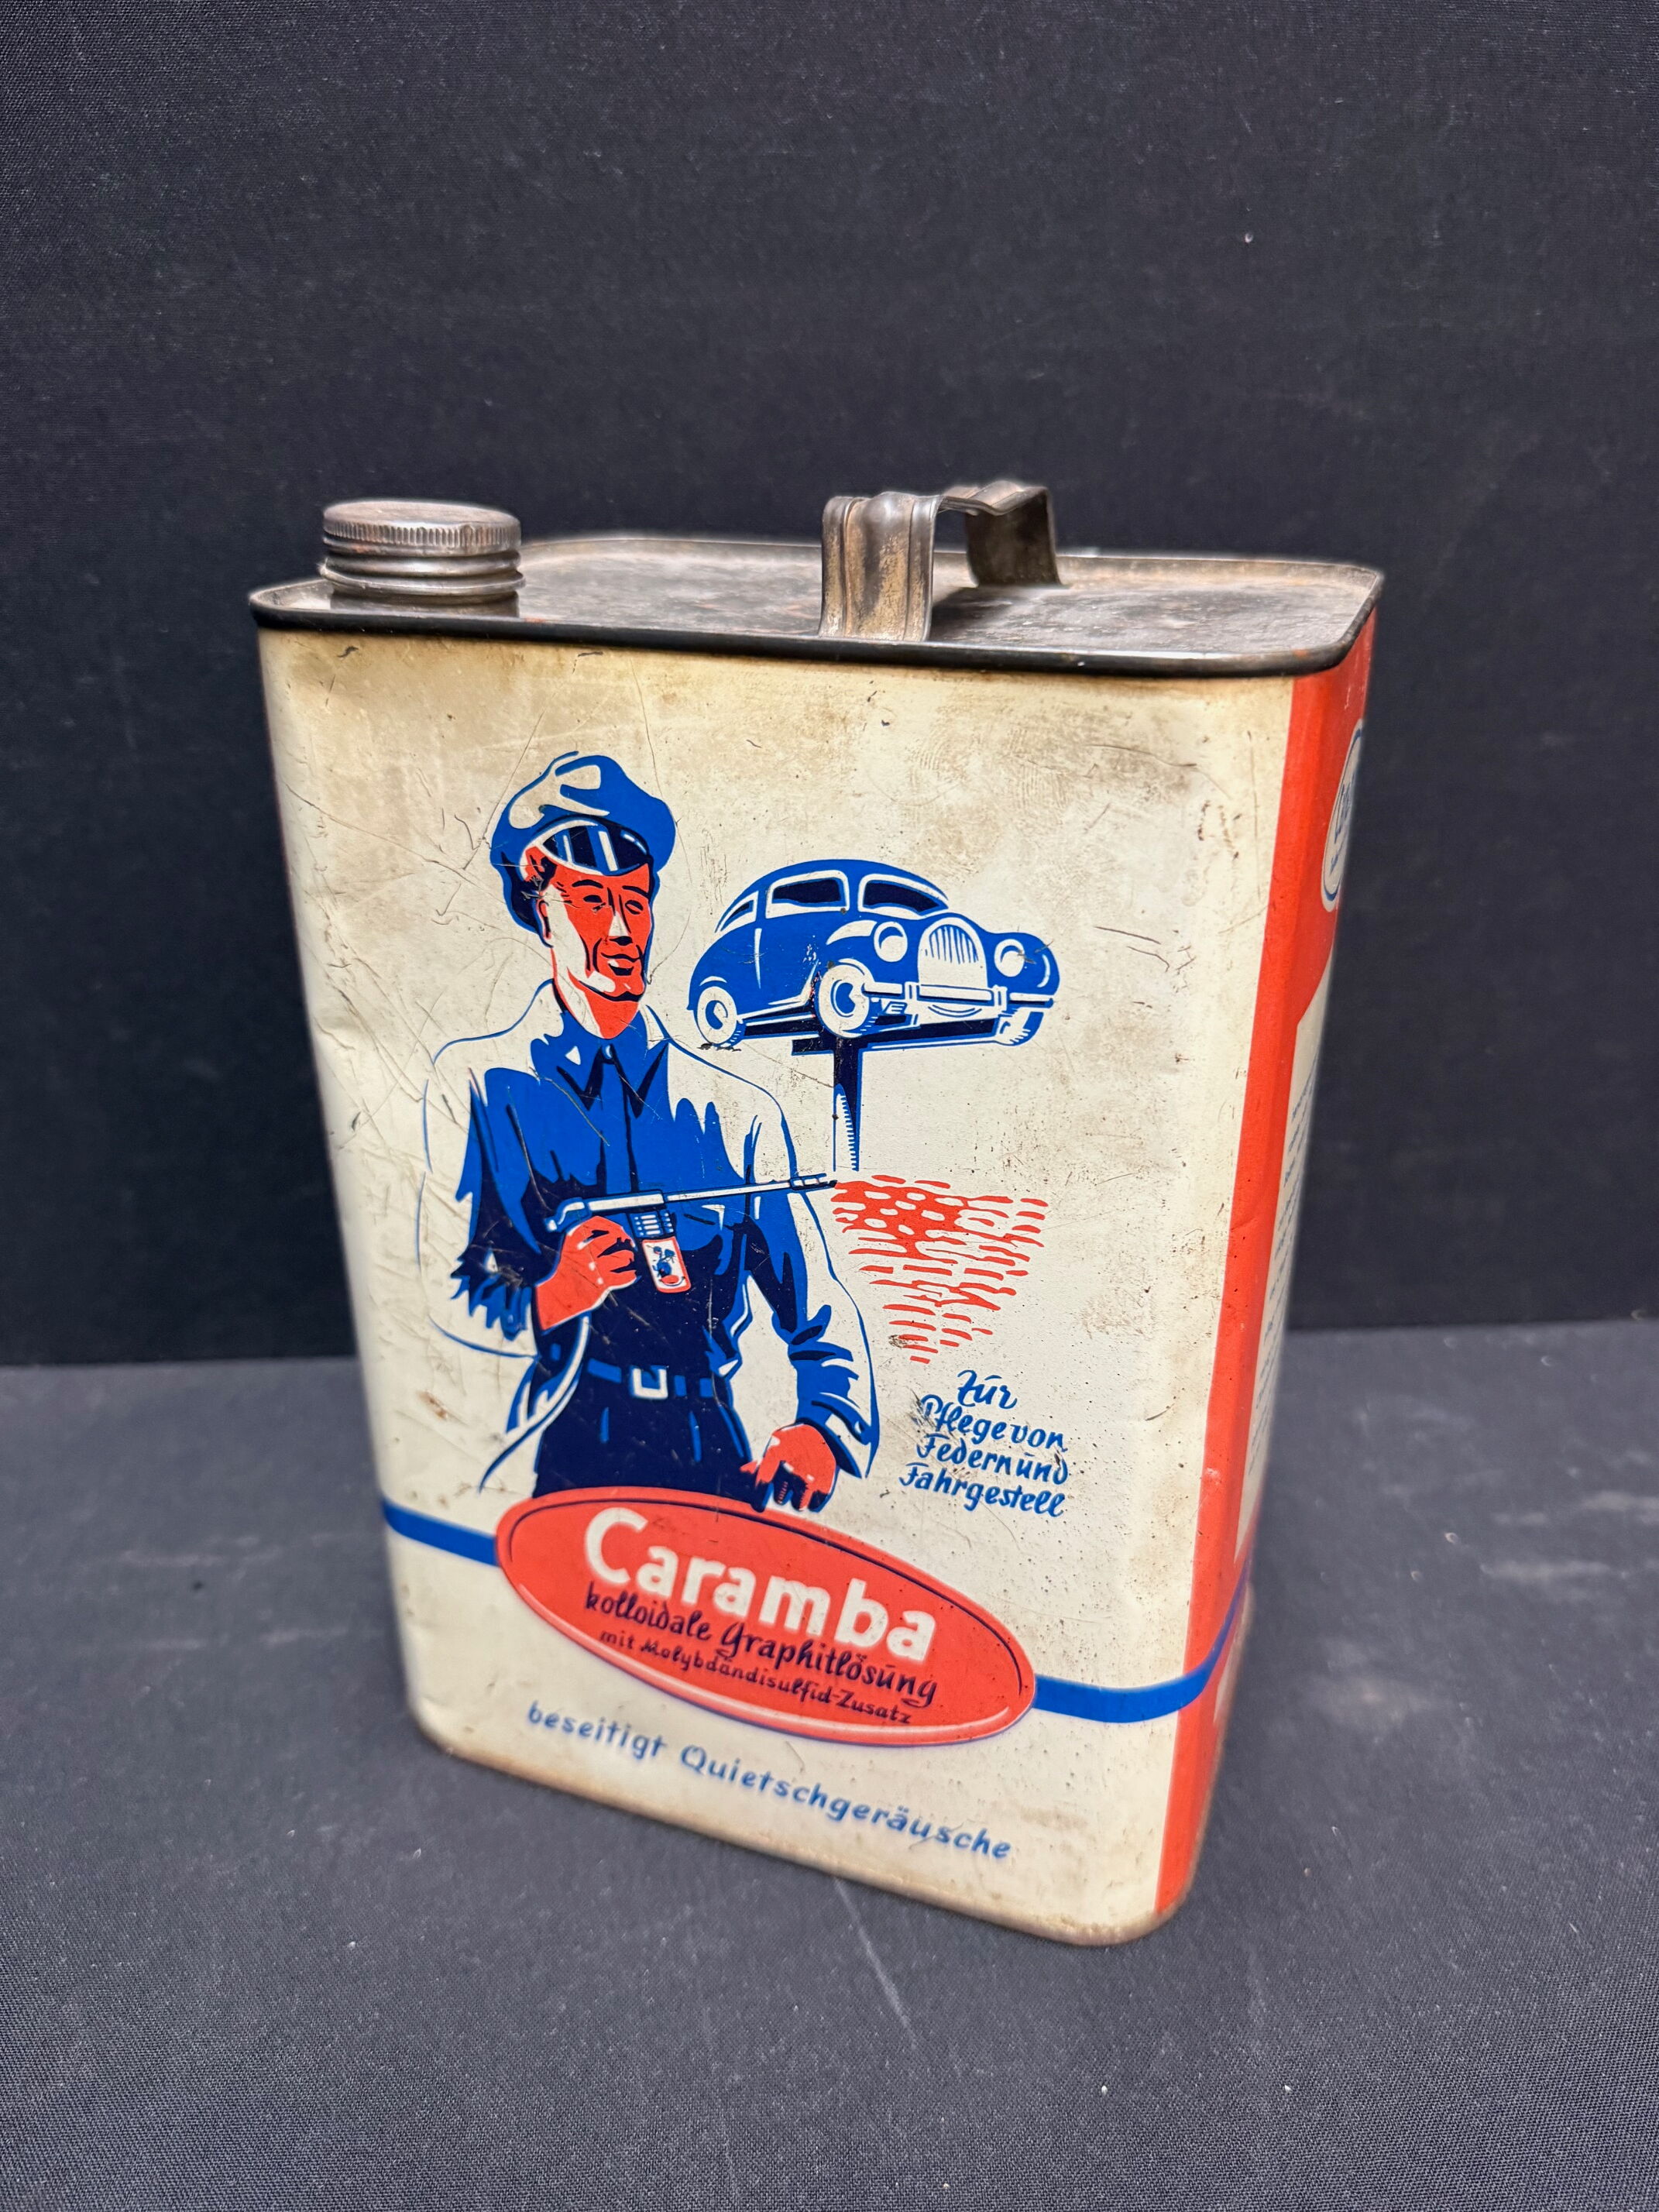 Zur
Pflege von
Federn und
Fahrgestell
Caramba
kolloidale Graphitlösung
mit Molybdändisulfid-Zusatz
beseitigt Quietschgeräusche